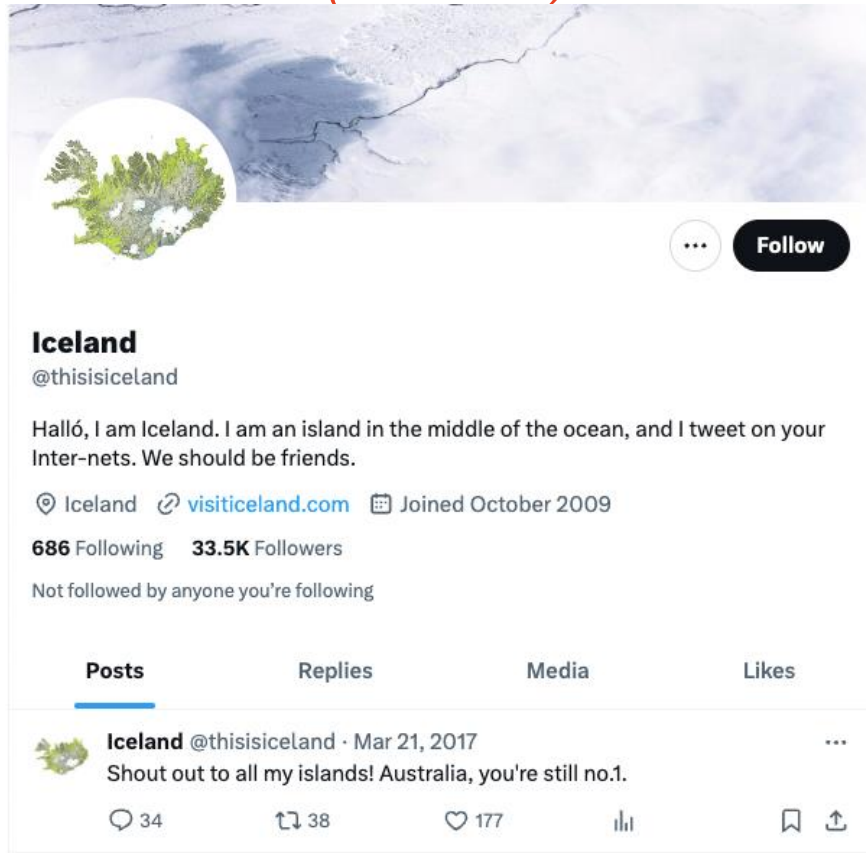 Follow
Iceland
@thisisiceland
Halló, I am Iceland. I am an island in the middle of the ocean, and I tweet on your
Inter-nets. We should be friends.
Iceland visiticeland.com Joined October 2009
686 Following 33.5K Followers
Not followed by anyone you’re following
Posts Replies Media Likes
Iceland @thisisiceland · Mar 21, 2017
Shout out to all my islands! Australia, you're still no.1.
34 38 177